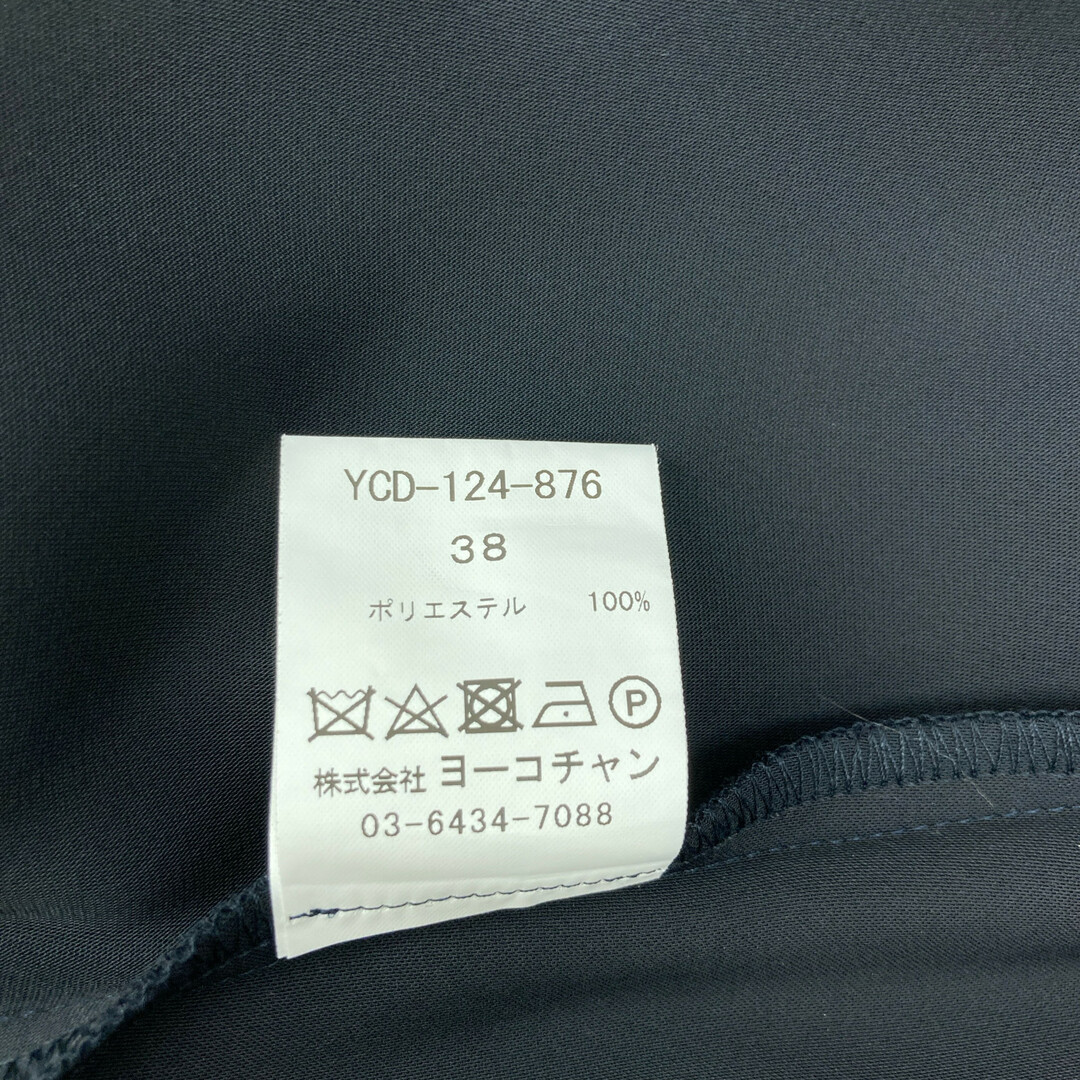 YCD-124-876
38
ポリエステル 100%
P
株式会社 ヨーコチャン
03-6434-7088